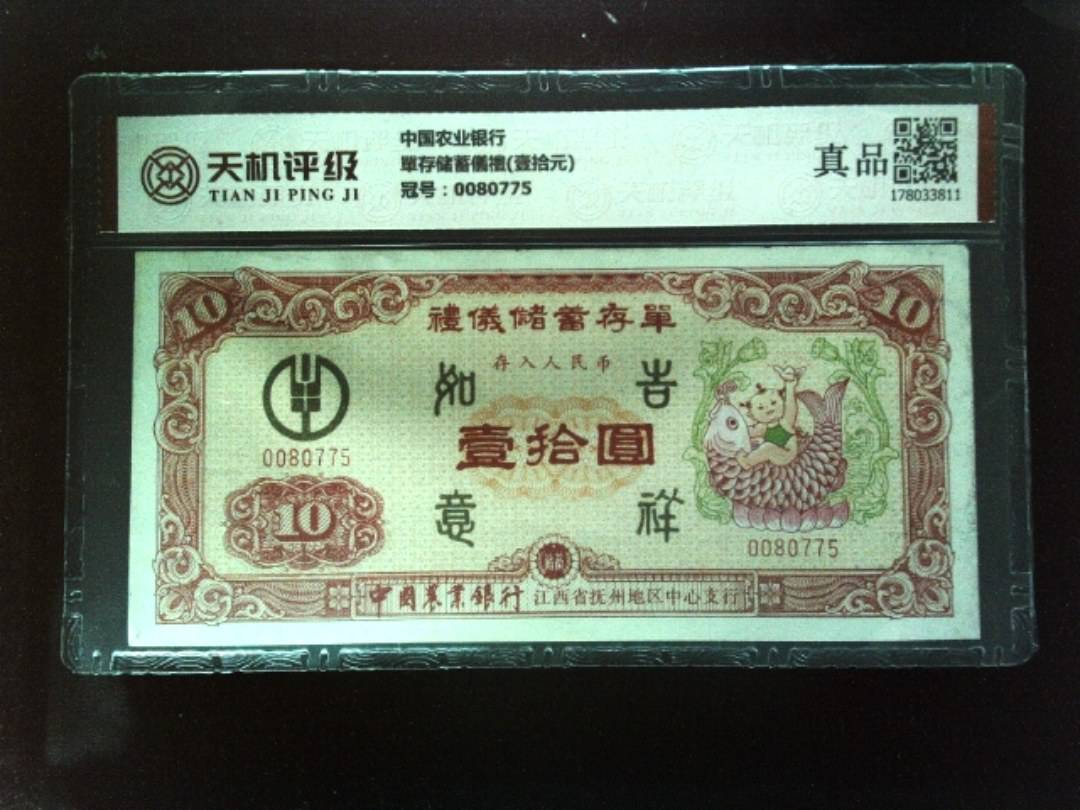 天机评级
TIAN JI PING JI
中国农业银行
單存储蓄儀禮(壹拾元)
冠号：0080775
真品
178033811
10
10
禮儀儲蓄存單
存入人民币
如
吉
壹拾圓
意
祥
0080775
10
0080775
中國農業銀行 江西省抚州地区中心支行